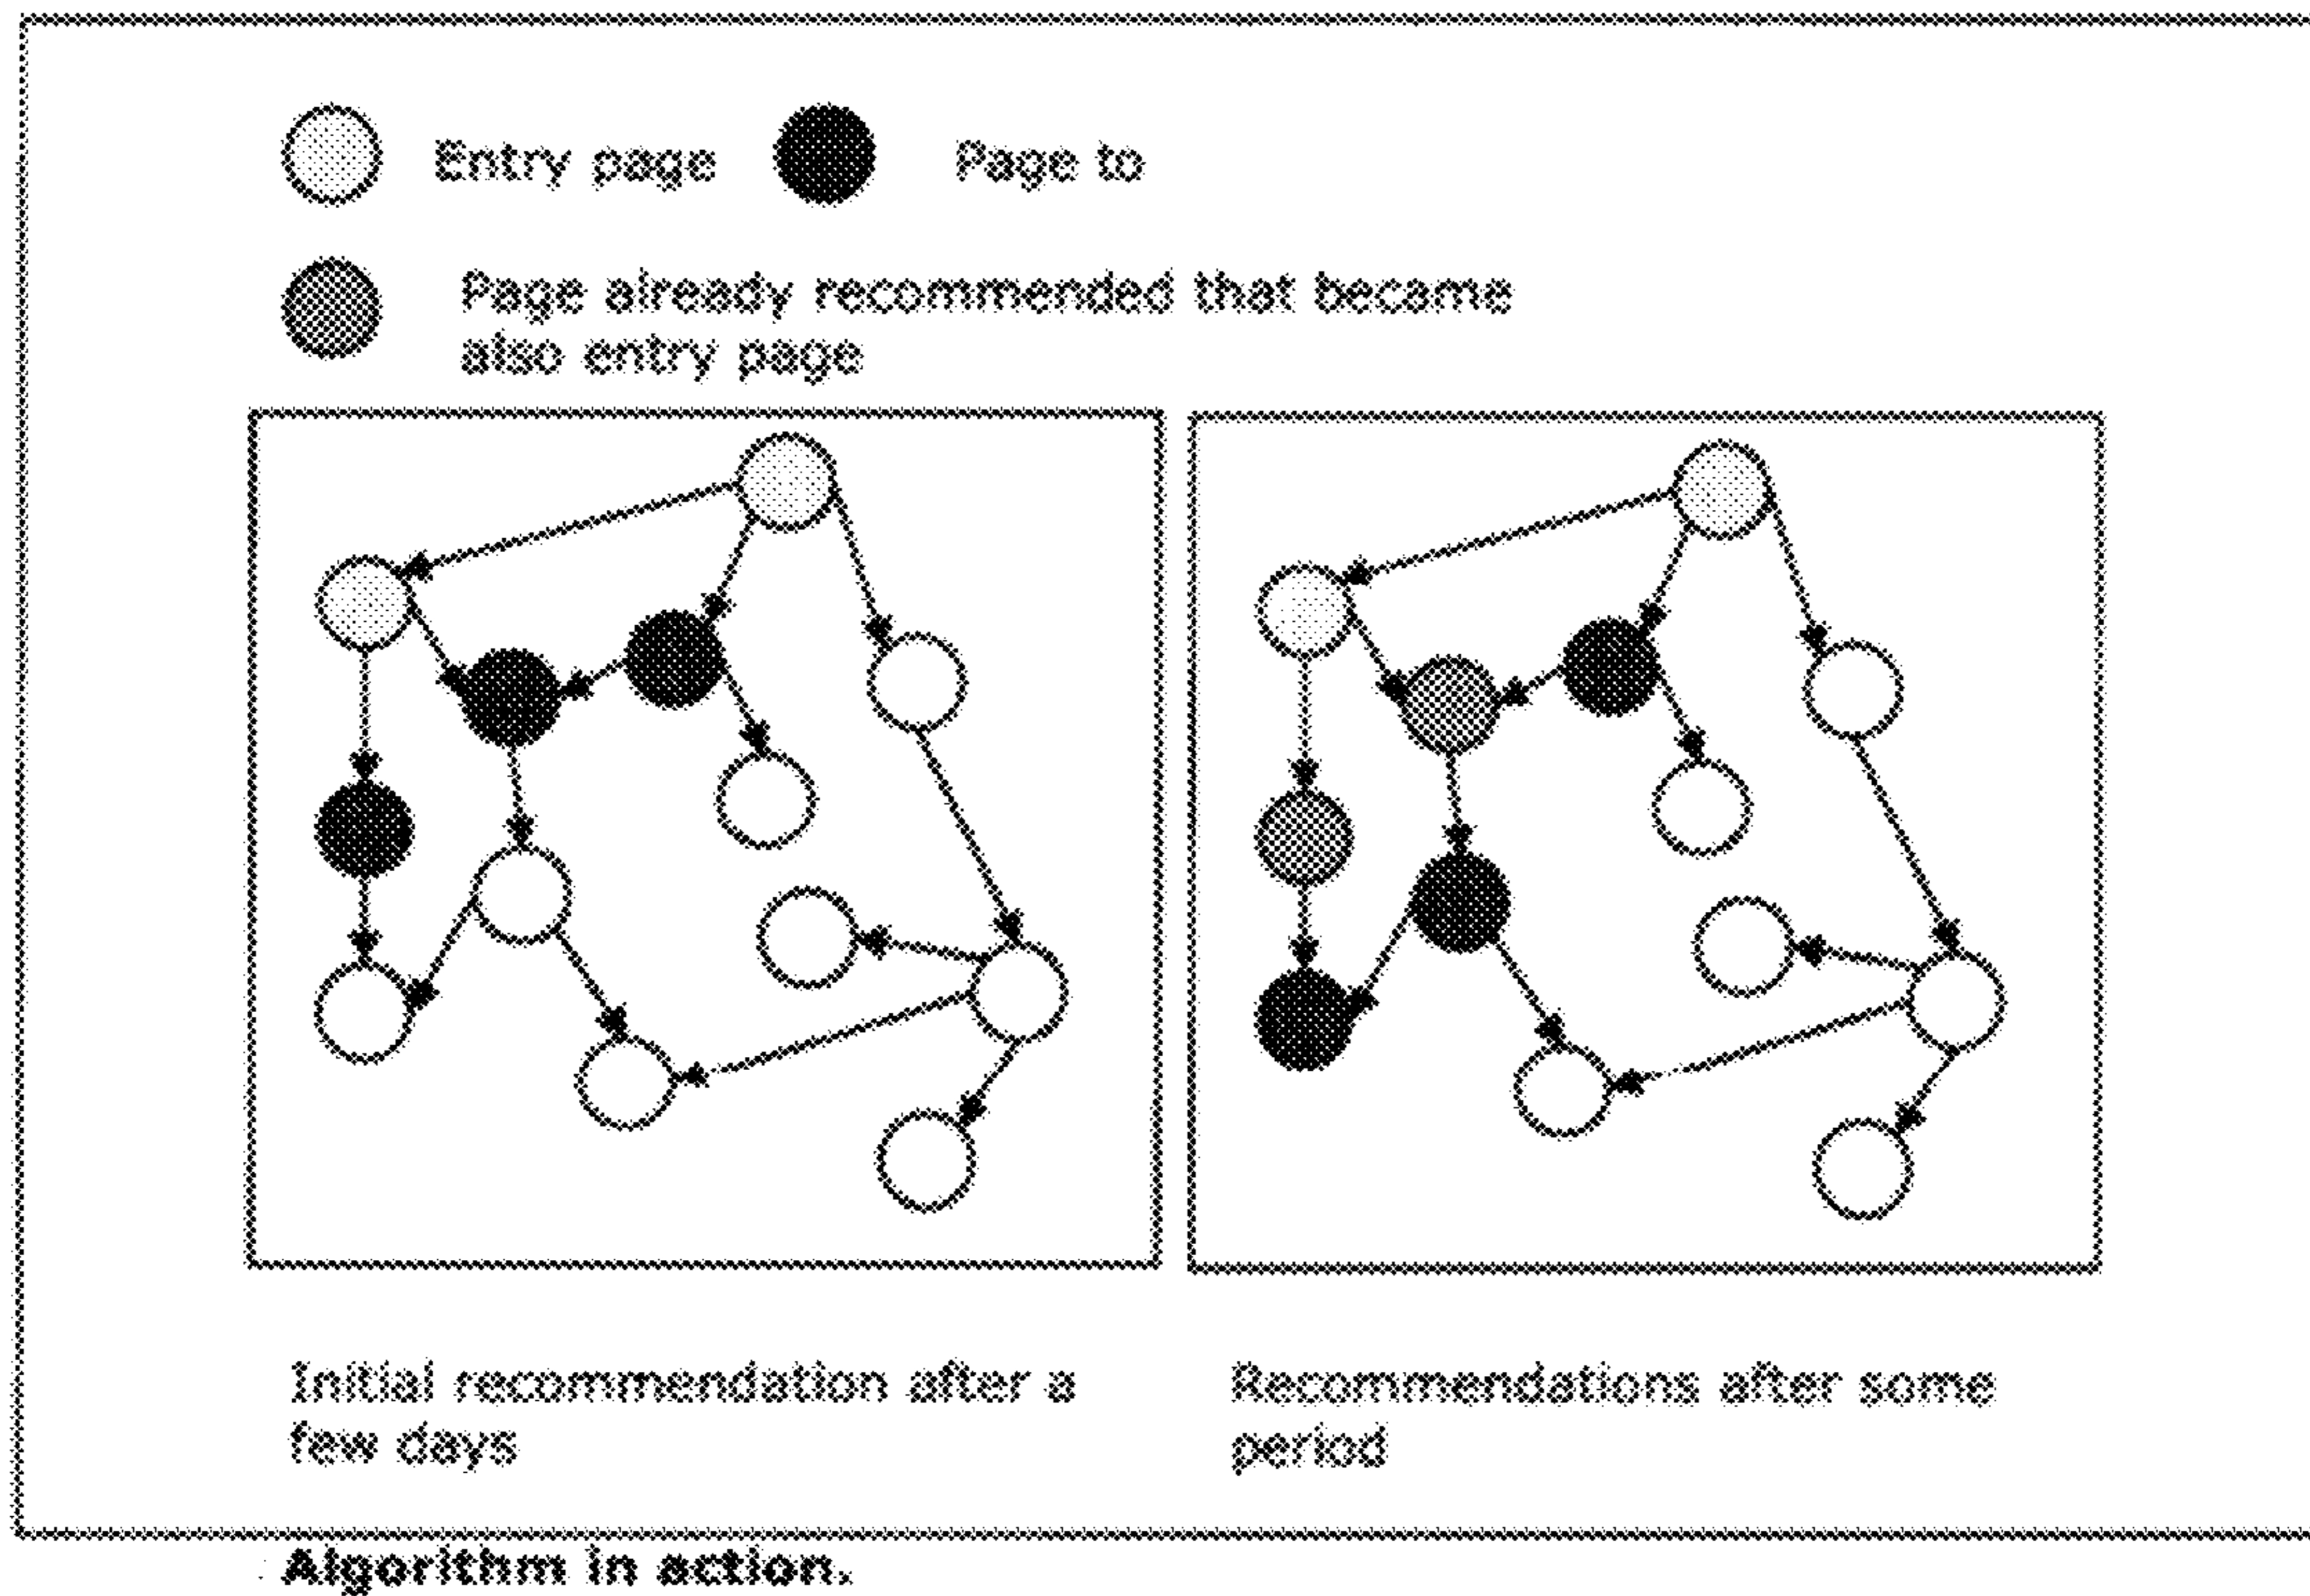 Entry page
Page to
Page already recommended that became
also entry page
Initial recommendation after a
few days
Recommendations after some
period
Algorithm in action.